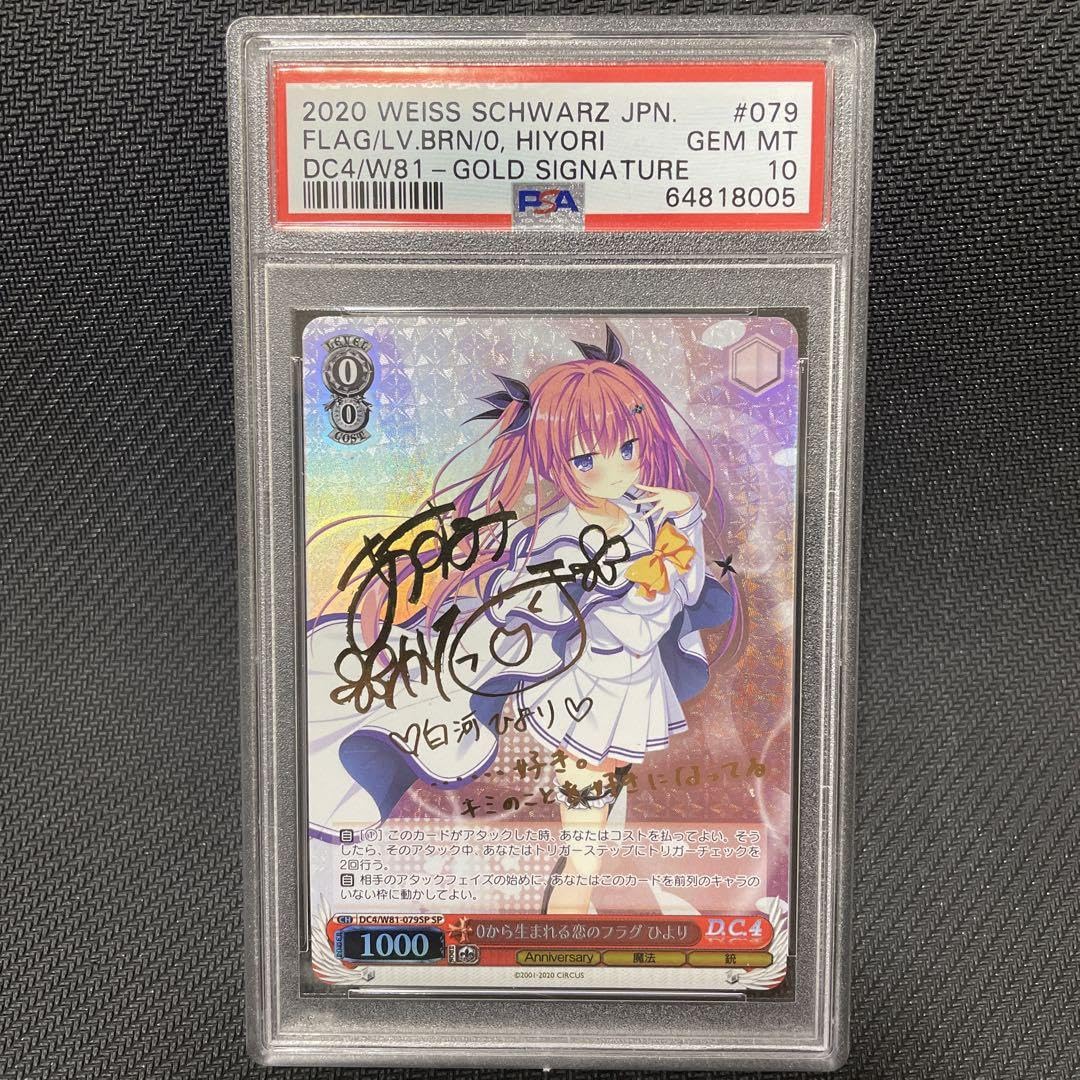 2020 WEISS SCHWARZ JPN. #079
FLAG/LV.BRN/0, HIYORI GEM MT
DC4/W81-GOLD SIGNATURE 10
PSA 64818005
LEVEL
0
0
COST
♡白河ひより♡
......好き。
キミのこと、好きになってる
自 [①] このカードがアタックした時、あなたはコストを払ってよい。そう
したら、そのアタック中、あなたはトリガーステップにトリガーチェックを
2回行う。
自 相手のアタックフェイズの始めに、あなたはこのカードを前列のキャラの
いない枠に動かしてよい。
CH DC4/W81-079SP SP
POWER 1000 0から生まれる恋のフラグ ひより D.C.4
Anniversary 魔法 銃
©2001-2020 CIRCUS